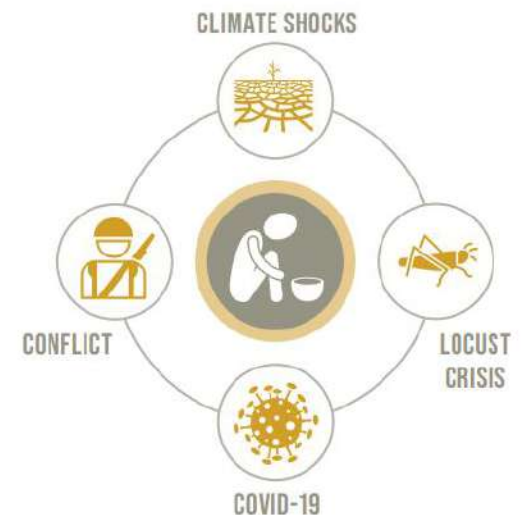 CLIMATE SHOCKS
CONFLICT
LOCUST
CRISIS
COVID-19